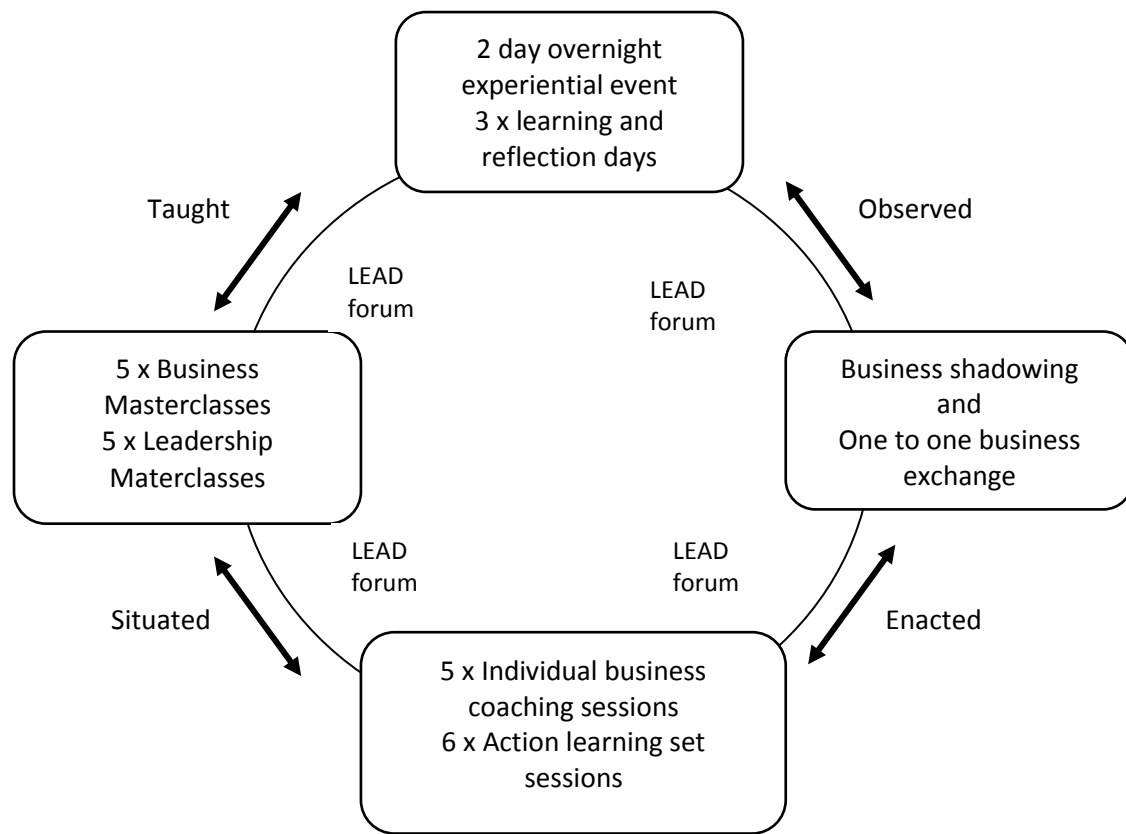 2 day overnight
experiential event
3 x learning and
reflection days
Taught
Observed
LEAD
forum
LEAD
forum
5 x Business
Masterclasses
5 x Leadership
Materclasses
Business shadowing
and
One to one business
exchange
LEAD
forum
LEAD
forum
Situated
Enacted
5 x Individual business
coaching sessions
6 x Action learning set
sessions